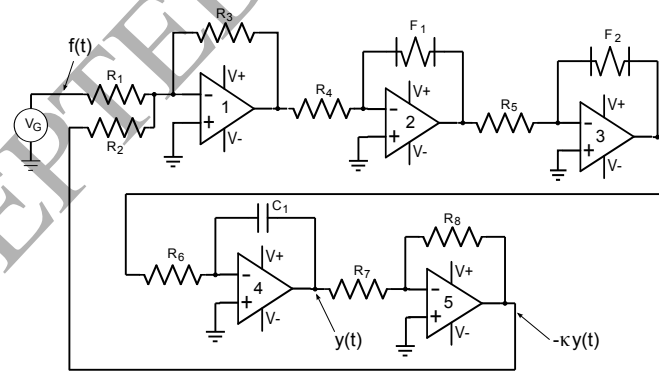 f(t)
R3
F1
F2
R1
R2
R4
R5
VG
V+
V+
V+
1
2
3
V-
V-
V-
C1
R8
R6
R7
V+
V+
4
5
V-
V-
y(t)
-κy(t)